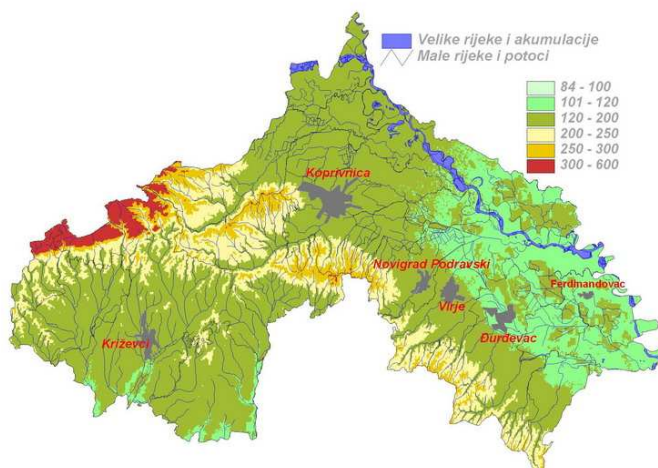 Velike rijeke i akumulacije
Male rijeke i potoci
84 - 100
101 - 120
120 - 200
200 - 250
250 - 300
300 - 600
Koprivnica
Novigrad Podravski
Virje
Ferdinandovac
Đurđevac
Križevci